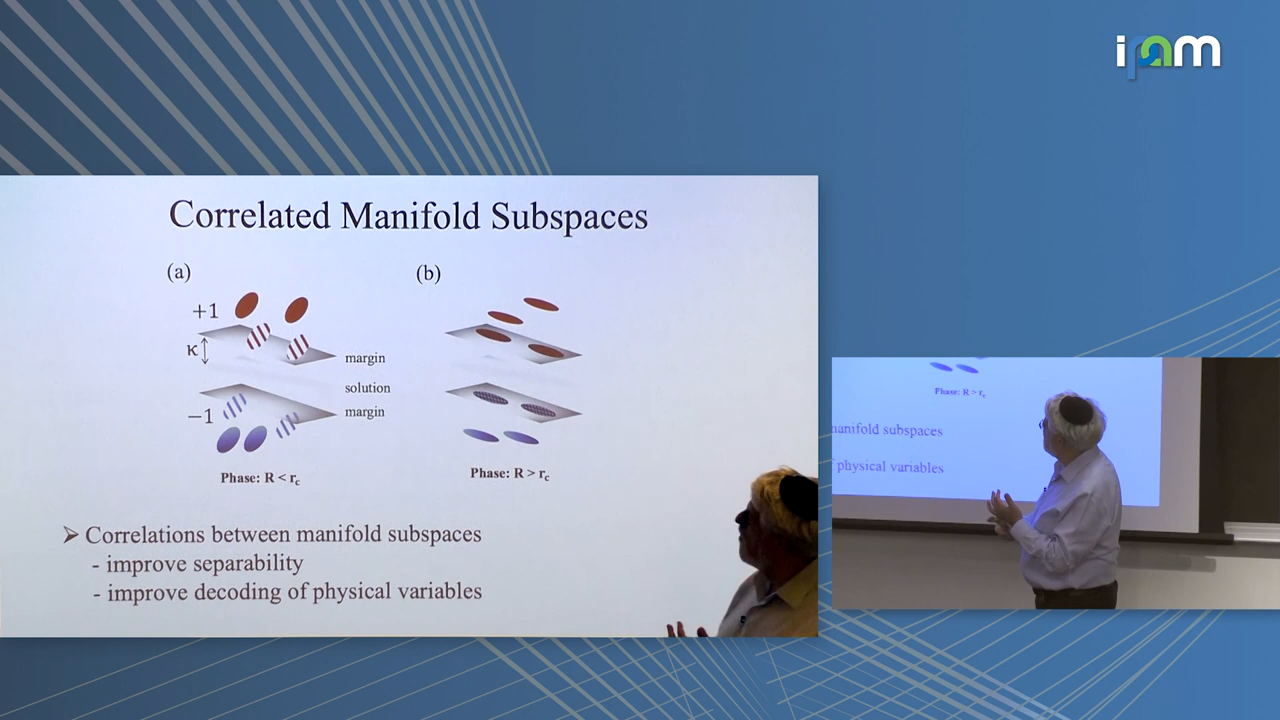 ipam
Correlated Manifold Subspaces
(a)
(b)
+1
κ
margin
solution
−1
margin
Phase: R < rc
Phase: R > rc
➢ Correlations between manifold subspaces
- improve separability
- improve decoding of physical variables
Phase: R > rc
manifold subspaces
physical variables